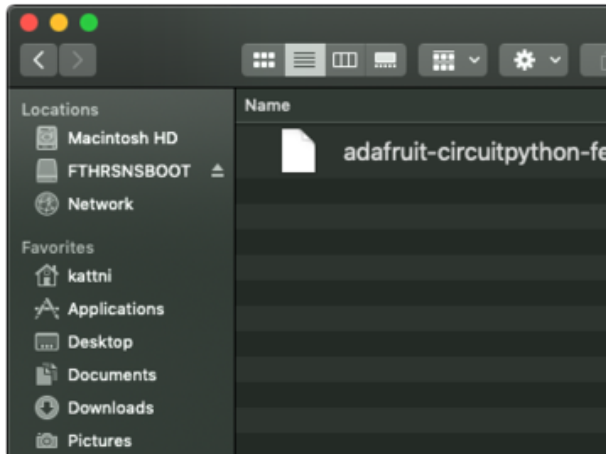 Locations
Macintosh HD
FTHRSNSBOOT
Network
Favorites
kattni
Applications
Desktop
Documents
Downloads
Pictures
Name
adafruit-circuitpython-fe